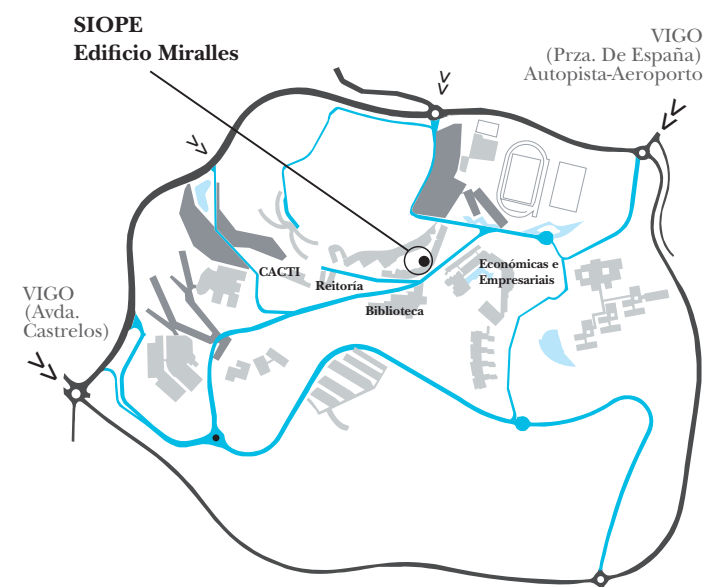 SIOPE
Edificio Miralles
VIGO
(Prza. De España)
Autopista-Aeroporto
CACTI
Reitoría
Biblioteca
Económicas e
Empresariais
VIGO
(Avda.
Castrelos)